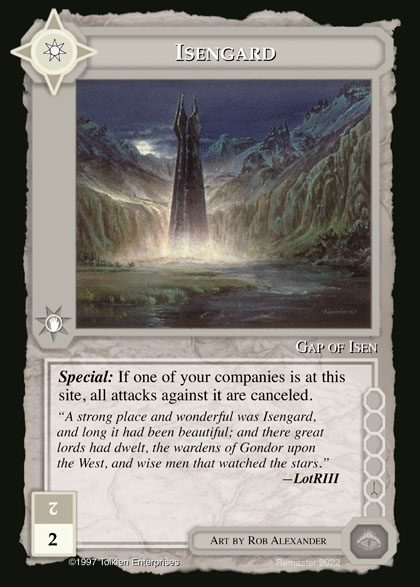 ISENGARD
GAP OF ISEN
Special: If one of your companies is at this
site, all attacks against it are canceled.
“A strong place and wonderful was Isengard,
and long it had been beautiful; and there great
lords had dwelt, the wardens of Gondor upon
the West, and wise men that watched the stars.”
—LotRIII
2
2
ART BY ROB ALEXANDER
©1997 Tolkien Enterprises
Remaster 2022